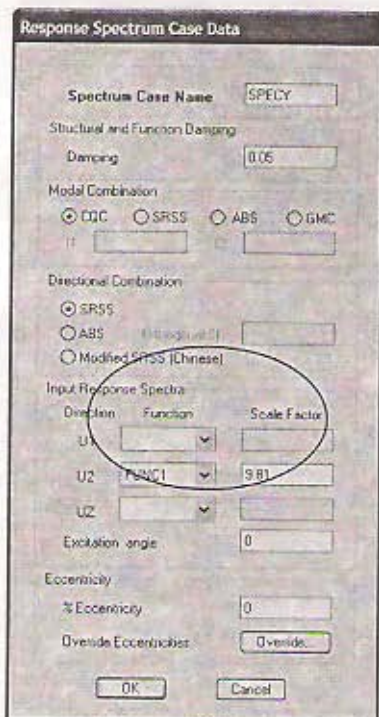 Response Spectrum Case Data
Spectrum Case Name SPECY
Structural and Function Damping
Damping 0.05
Modal Combination
CQC SRSS ABS GMC
Directional Combination
SRSS
ABS
Modified SRSS (Chinese)
Input Response Spectra
Direction Function Scale Factor
U1
U2 FUNC1 9.81
UZ
Excitation angle 0
Eccentricity
% Eccentricity 0
Override Eccentricities Override...
OK Cancel